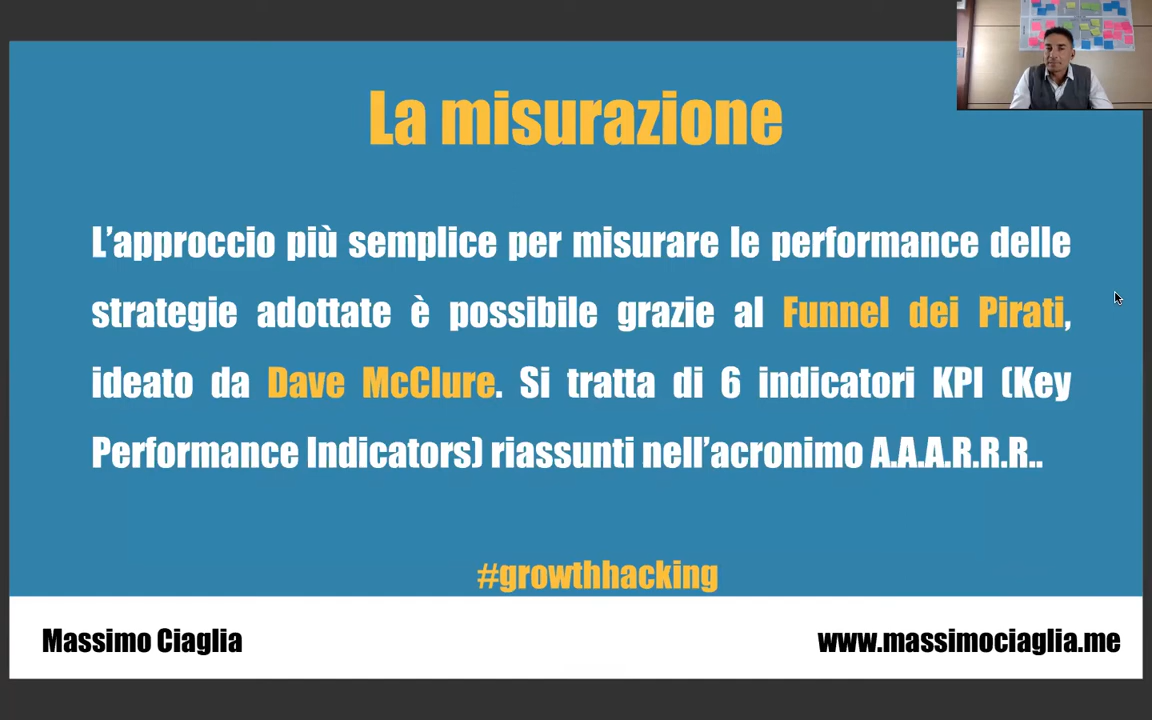 La misurazione
L’approccio più semplice per misurare le performance delle
strategie adottate è possibile grazie al Funnel dei Pirati,
ideato da Dave McClure. Si tratta di 6 indicatori KPI (Key
Performance Indicators) riassunti nell’acronimo A.A.A.R.R.R..
#growthhacking
Massimo Ciaglia
www.massimociaglia.me